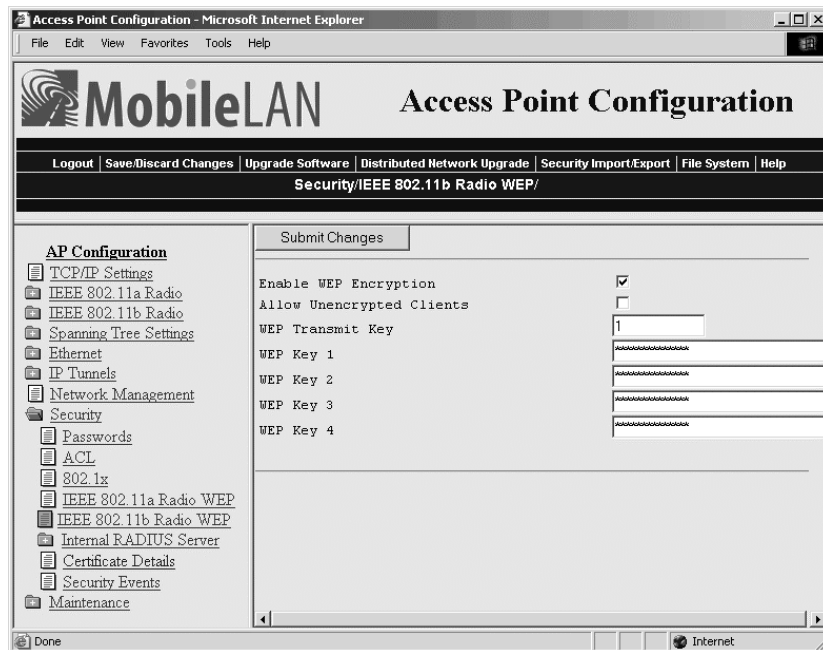 Access Point Configuration - Microsoft Internet Explorer
File Edit View Favorites Tools Help
MobileLAN
Access Point Configuration
Logout | Save/Discard Changes | Upgrade Software | Distributed Network Upgrade | Security Import/Export | File System | Help
Security/IEEE 802.11b Radio WEP/
AP Configuration
TCP/IP Settings
IEEE 802.11a Radio
IEEE 802.11b Radio
Spanning Tree Settings
Ethernet
IP Tunnels
Network Management
Security
Passwords
ACL
802.1x
IEEE 802.11a Radio WEP
IEEE 802.11b Radio WEP
Internal RADIUS Server
Certificate Details
Security Events
Maintenance
Submit Changes
Enable WEP Encryption
Allow Unencrypted Clients
WEP Transmit Key 1
WEP Key 1 ****************
WEP Key 2 ****************
WEP Key 3 ****************
WEP Key 4 ****************
Done Internet